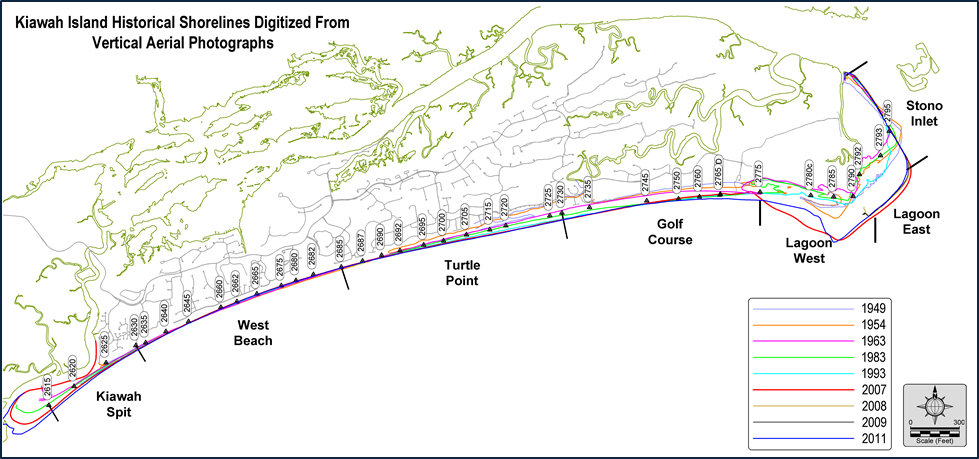 Kiawah Island Historical Shorelines Digitized From
Vertical Aerial Photographs
Stono
Inlet
2795
2793
2792
2790
2785
2780c
2775
2765 D
2760
2750
2745
2735
2730
2725
2720
2715
2705
2700
2695
2692
2690
2687
2685
2682
2680
2675
2665
2662
2660
2645
2640
2635
2630
2625
2620
2615
Lagoon
East
Lagoon
West
Golf
Course
Turtle
Point
West
Beach
Kiawah
Spit
1949
1954
1963
1983
1993
2007
2008
2009
2011
N
0 300
Scale (Feet)